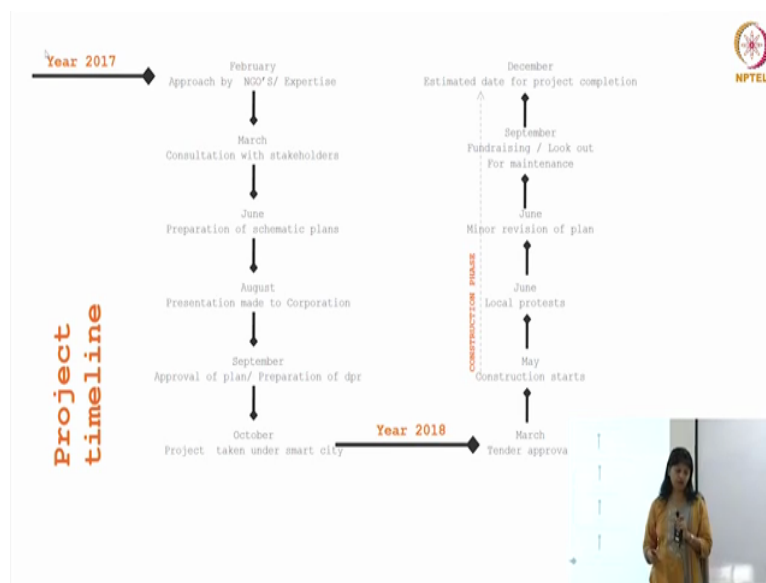 Year 2017
February
Approach by NGO'S/ Expertise
March
Consultation with stakeholders
June
Preparation of schematic plans
August
Presentation made to Corporation
September
Approval of plan/ Preparation of dpr
October
Project taken under smart city
Year 2018
March
Tender approva
May
Construction starts
June
Local protests
June
Minor revision of plan
September
Fundraising / Look out
For maintenance
December
Estimated date for project completion
CONSTRUCTION PHASE
Project
timeline
NPTEL